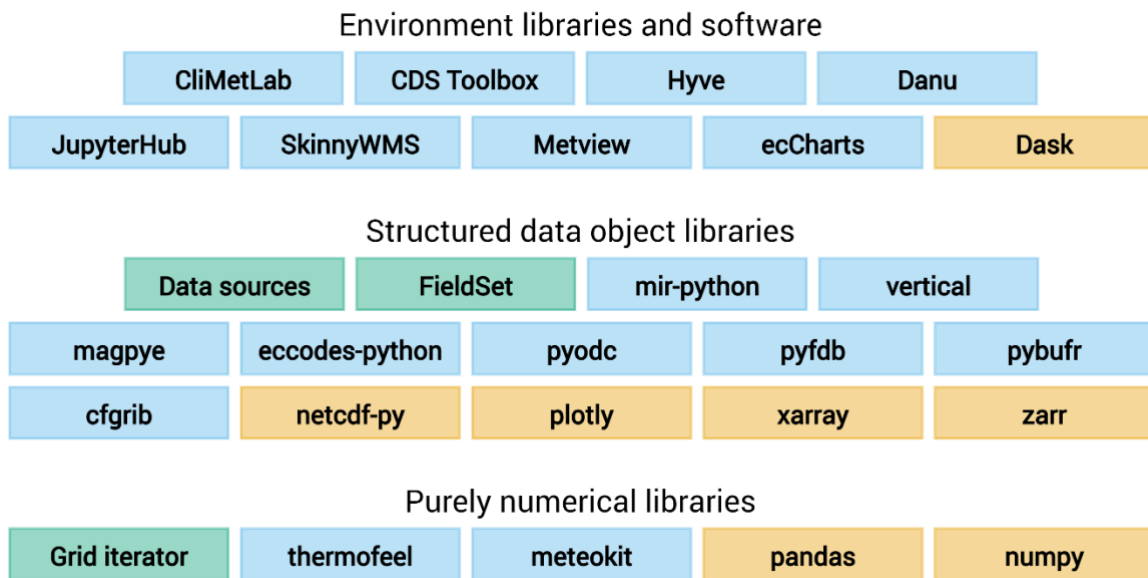 Environment libraries and software
CliMetLab CDS Toolbox Hyve Danu
JupyterHub SkinnyWMS Metview ecCharts Dask
Structured data object libraries
Data sources FieldSet mir-python vertical
magpye eccodes-python pyodc pyfdb pybufr
cfgrib netcdf-py plotly xarray zarr
Purely numerical libraries
Grid iterator thermofeel meteokit pandas numpy